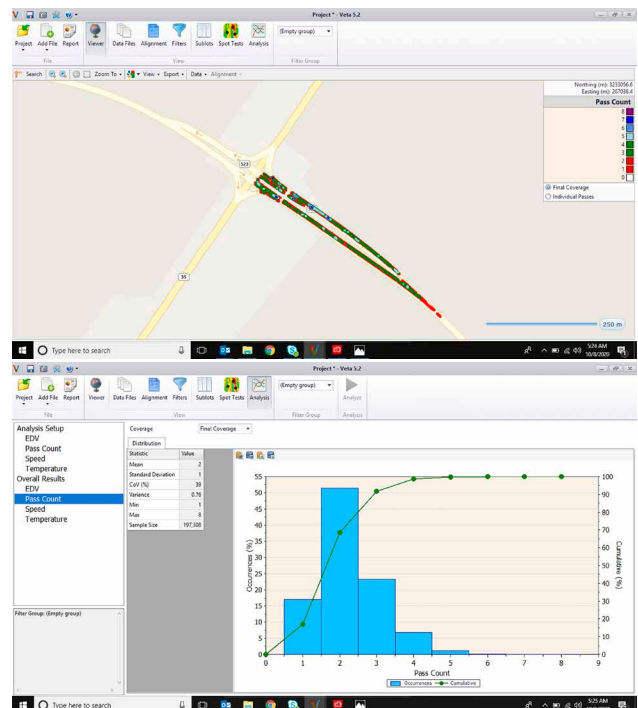 Project * - Veta 5.2
Project Add File Report Viewer Data Files Alignment Filters Sublots Spot Tests Analysis (Empty group)
File View Filter Group
Search Zoom To View Export Data Alignment
Northing (m): 3233056.6
Easting (m): 207038.4
Pass Count
8
7
6
5
4
3
2
1
0
Final Coverage
Individual Passes
323
35
250 m
Type here to search
5:24 AM
10/8/2020
Project * - Veta 5.2
Project Add File Report Viewer Data Files Alignment Filters Sublots Spot Tests Analysis (Empty group) Analyze
File View Filter Group Analysis
Analysis Setup
EDV
Pass Count
Speed
Temperature
Overall Results
EDV
Pass Count
Speed
Temperature
Filter Group: (Empty group)
Coverage Final Coverage
Distribution
Statistic Value
Mean 2
Standard Deviation 1
CoV (%) 39
Varience 0.76
Min 1
Max 8
Sample Size 197,308
Occurrences (%)
55
50
45
40
35
30
25
20
15
10
5
0
100
90
80
70
60
50
40
30
20
10
0
Cumulative (%)
0 1 2 3 4 5 6 7 8 9
Pass Count
Occurrences Cumulative
Type here to search
5:25 AM